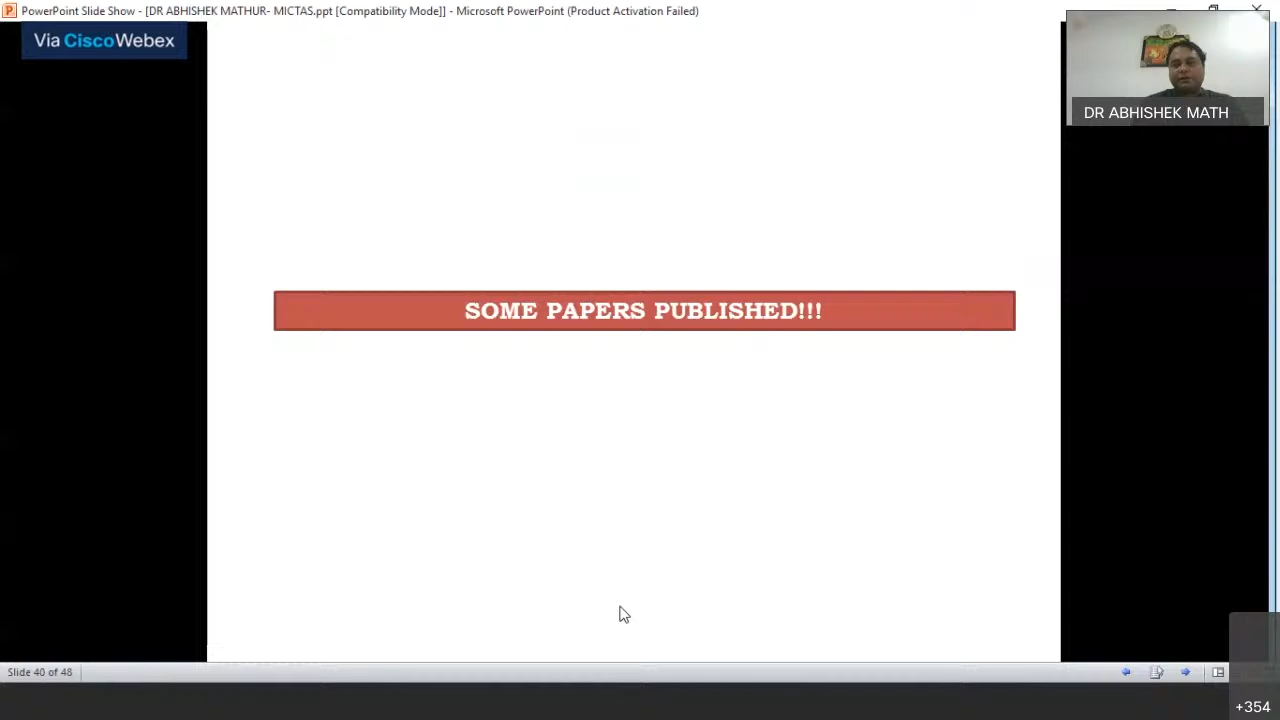 PowerPoint Slide Show - [DR ABHISHEK MATHUR- MICTAS.ppt [Compatibility Mode]] - Microsoft PowerPoint (Product Activation Failed)
Via CiscoWebex
DR ABHISHEK MATH
SOME PAPERS PUBLISHED!!!
Slide 40 of 48
+354